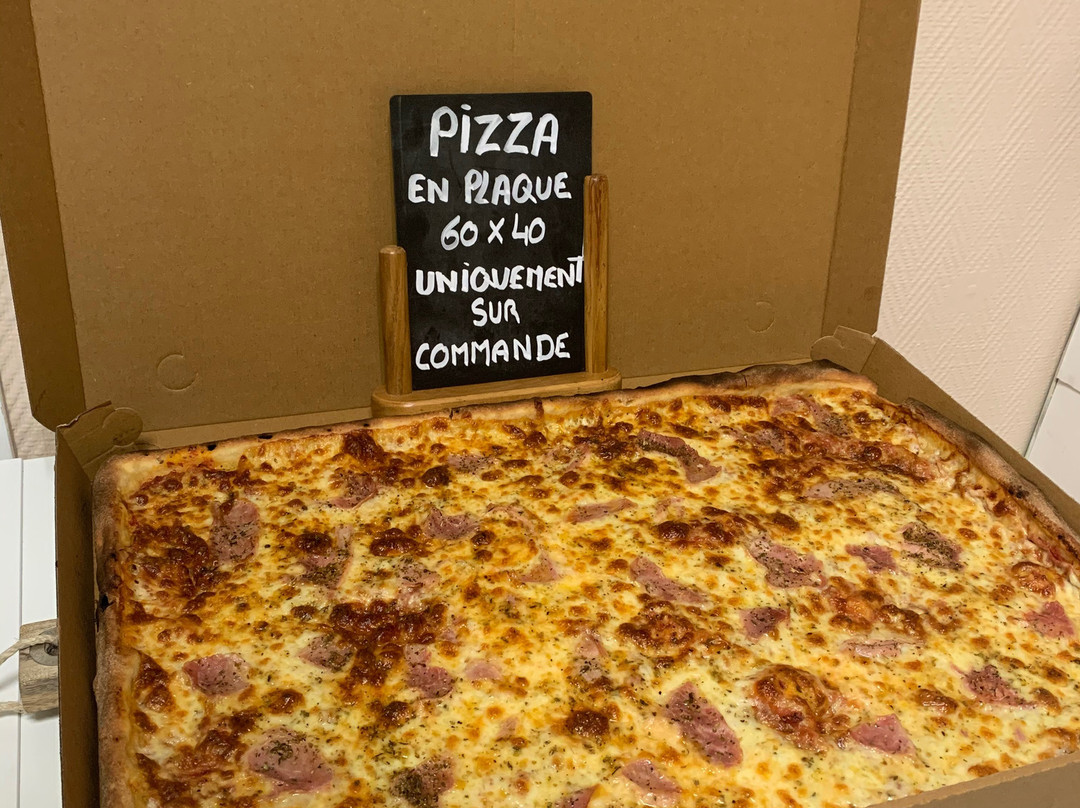 PiZZA
EN PLAQUE
60 X 40
UNiQUEMENT
SUR
COMMANDE